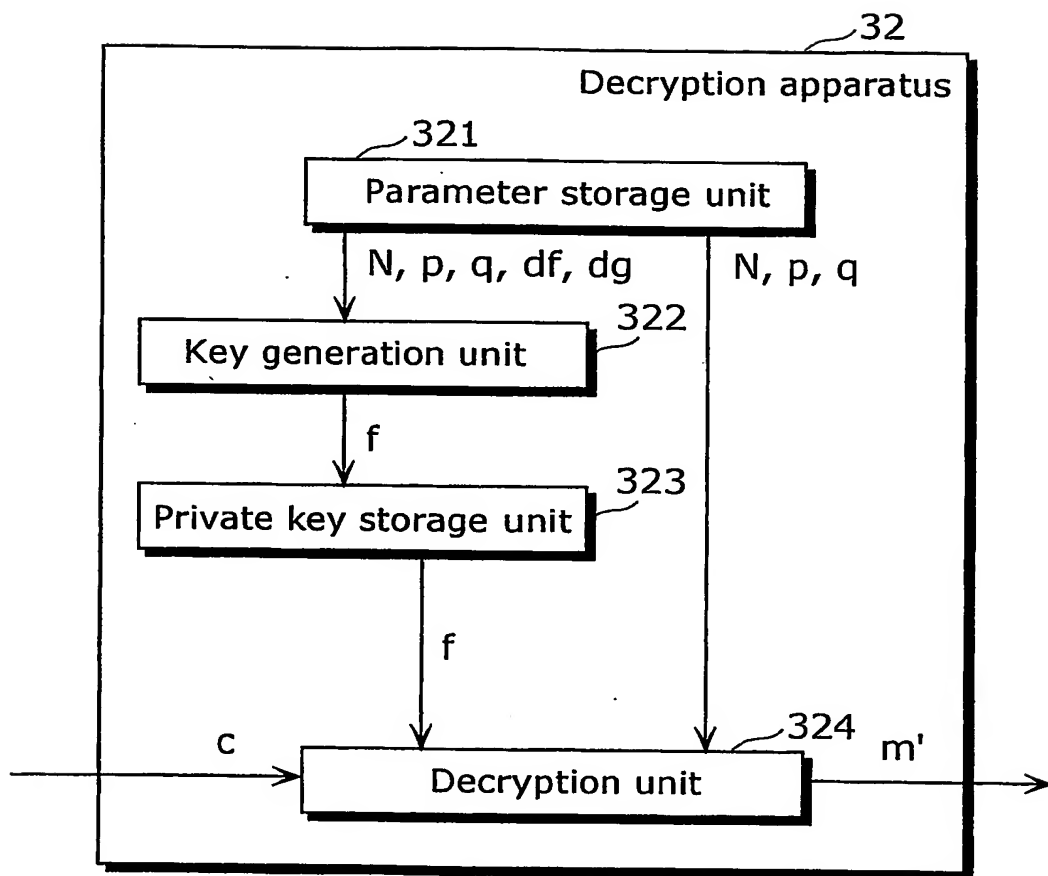 32
Decryption apparatus
321
Parameter storage unit
N, p, q, df, dg
N, p, q
322
Key generation unit
f
323
Private key storage unit
f
c
324
m'
Decryption unit